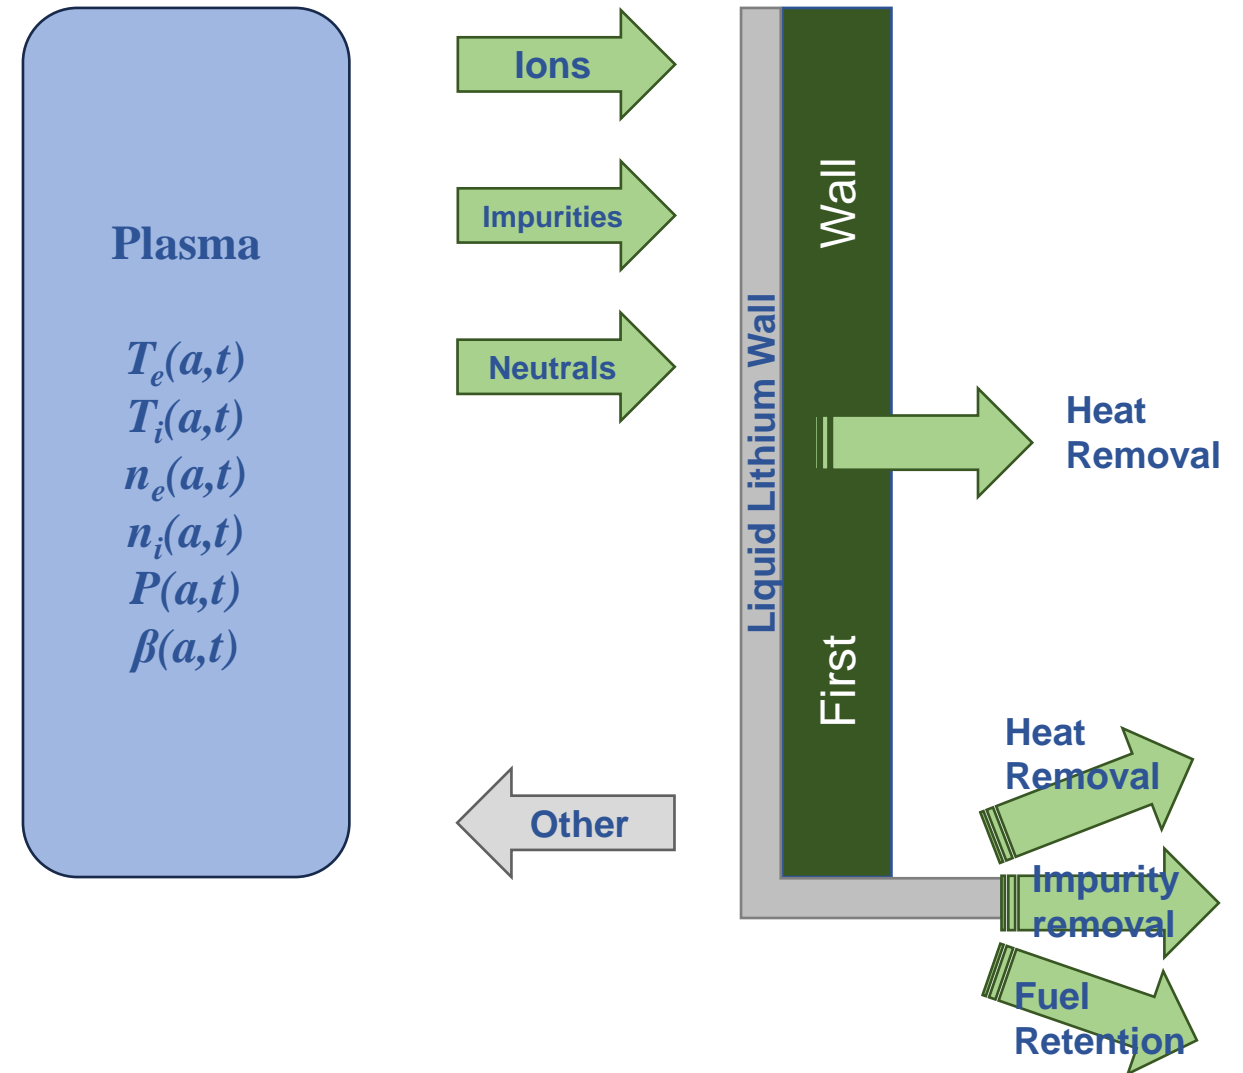 Plasma
Te(a,t)
Ti(a,t)
ne(a,t)
ni(a,t)
P(a,t)
β(a,t)
Ions
Impurities
Neutrals
Other
Liquid Lithium Wall
First Wall
Heat
Removal
Heat
Removal
Impurity
removal
Fuel
Retention